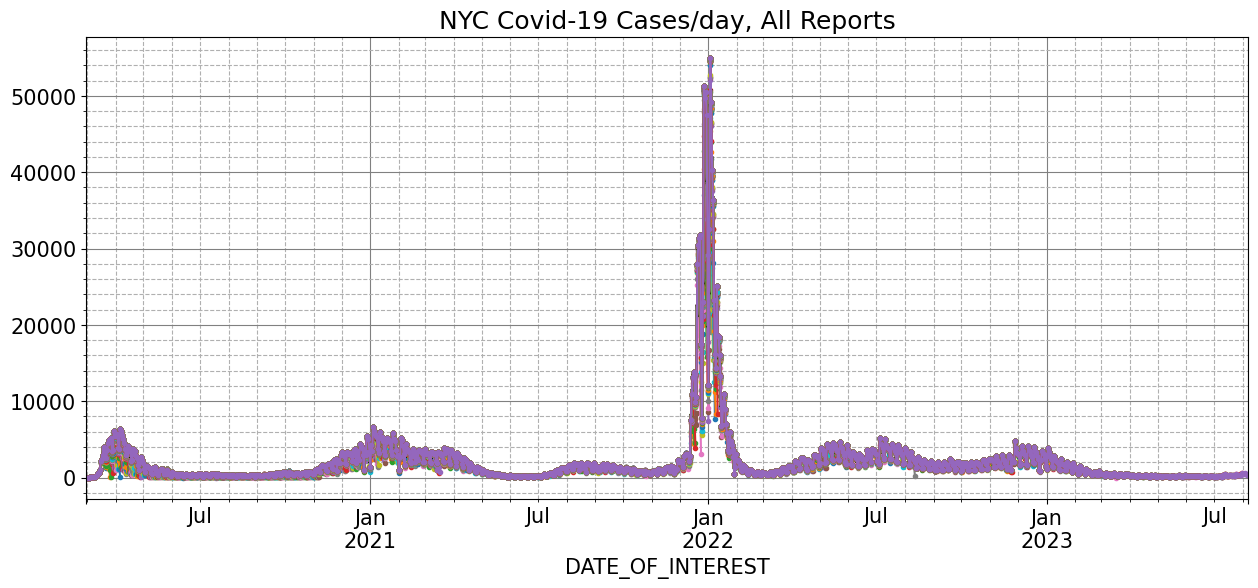 NYC Covid-19 Cases/day, All Reports
50000
40000
30000
20000
10000
0
Jul Jan Jul Jan Jul Jan Jul
2021 2022 2023
DATE_OF_INTEREST